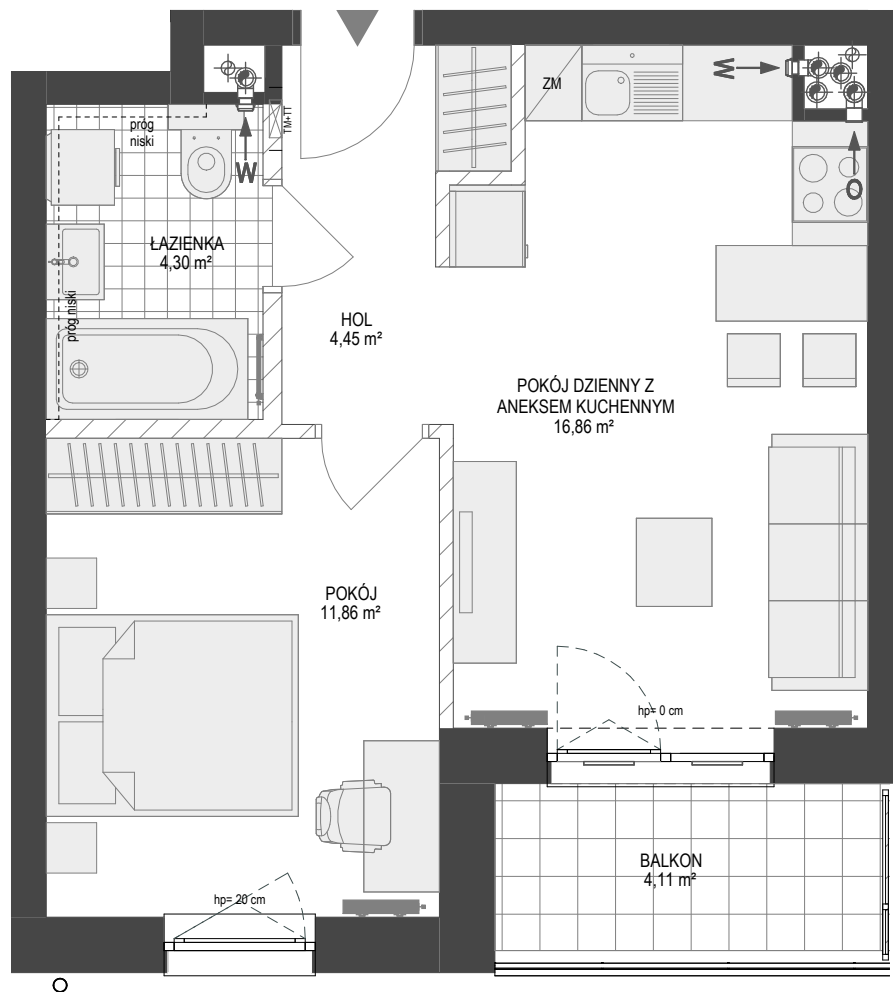 ZM
W
TM+TT
próg
niski
W
O
ŁAZIENKA
4,30 m²
próg niski
HOL
4,45 m²
POKÓJ DZIENNY Z
ANEKSEM KUCHENNYM
16,86 m²
POKÓJ
11,86 m²
hp= 0 cm
BALKON
4,11 m²
hp= 20 cm